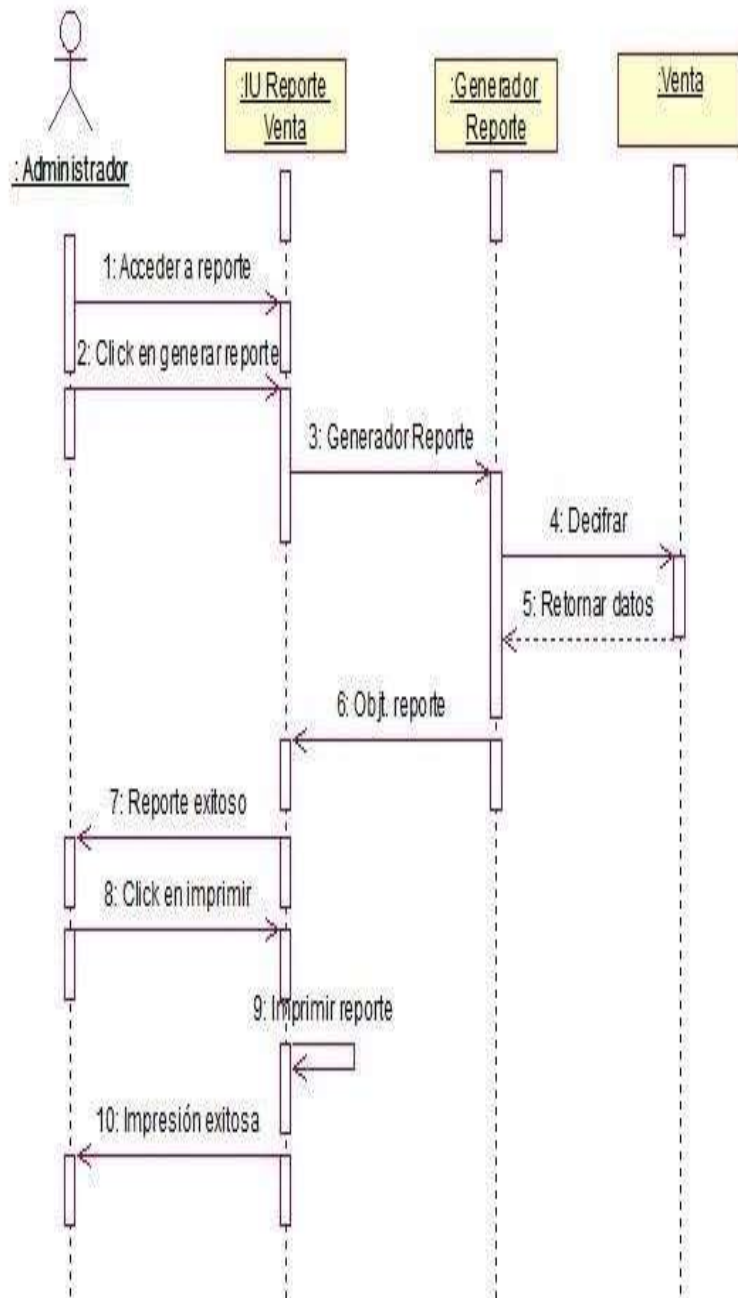 : Administrador
:IU Reporte
Venta
:Generador
Reporte
:Venta
1: Acceder a reporte
2: Click en generar reporte
3: Generador Reporte
4: Decifrar
5: Retornar datos
6: Objt. reporte
7: Reporte exitoso
8: Click en imprimir
9: Imprimir reporte
10: Impresión exitosa